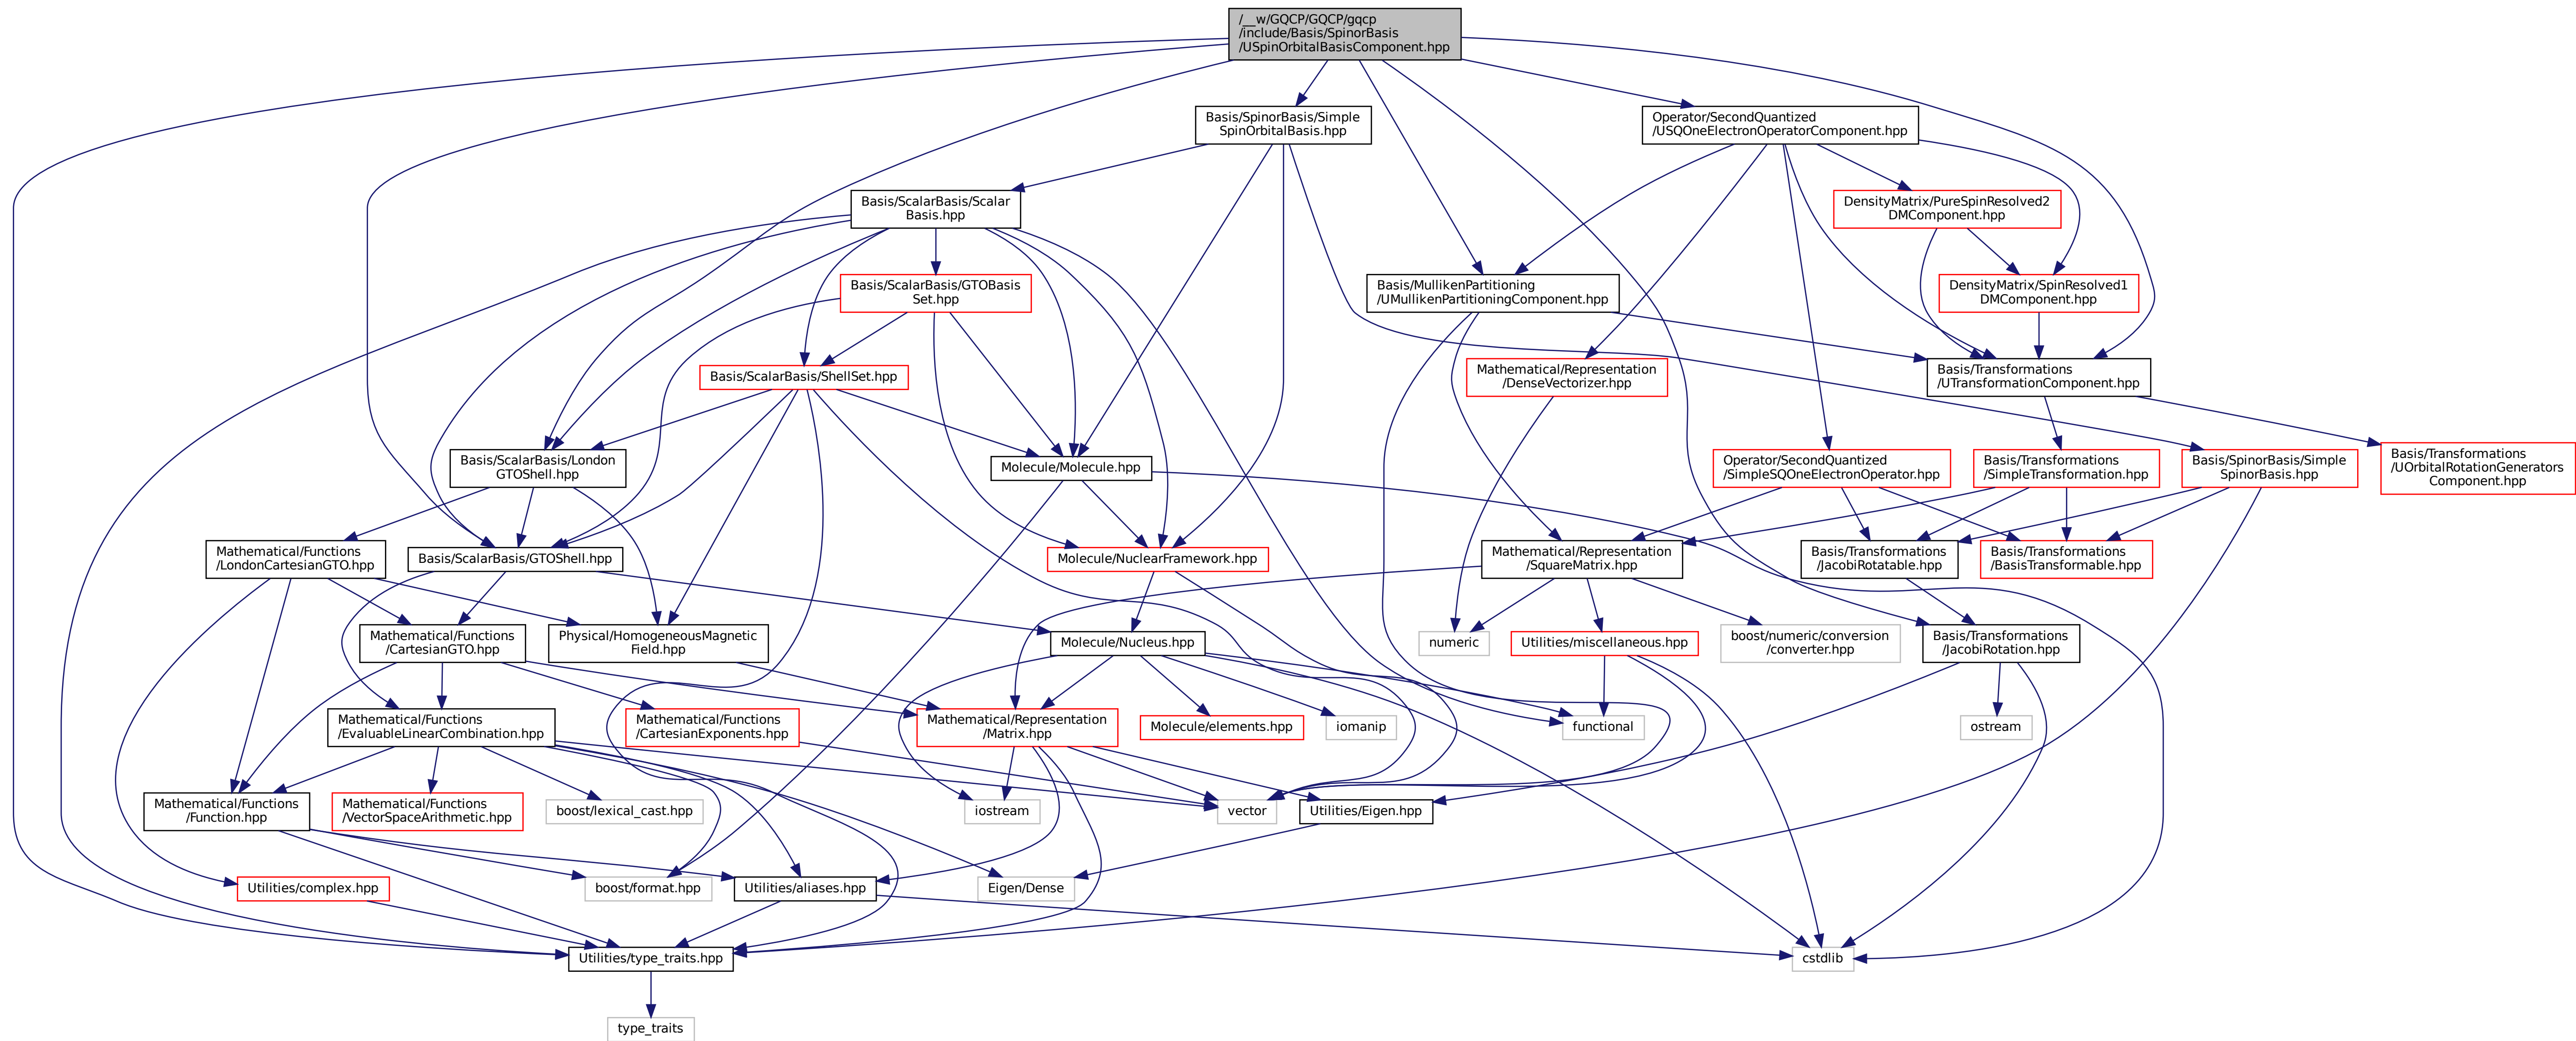 /__w/GQCP/GQCP/gqcp
/include/Basis/SpinorBasis
/USpinOrbitalBasisComponent.hpp
Basis/SpinorBasis/Simple
SpinOrbitalBasis.hpp
Operator/SecondQuantized
/USQOneElectronOperatorComponent.hpp
Basis/ScalarBasis/Scalar
Basis.hpp
DensityMatrix/PureSpinResolved2
DMComponent.hpp
Basis/ScalarBasis/GTOBasis
Set.hpp
Basis/MullikenPartitioning
/UMullikenPartitioningComponent.hpp
DensityMatrix/SpinResolved1
DMComponent.hpp
Basis/ScalarBasis/ShellSet.hpp
Mathematical/Representation
/DenseVectorizer.hpp
Basis/Transformations
/UTransformationComponent.hpp
Basis/ScalarBasis/London
GTOShell.hpp
Molecule/Molecule.hpp
Operator/SecondQuantized
/SimpleSQOneElectronOperator.hpp
Basis/Transformations
/SimpleTransformation.hpp
Basis/SpinorBasis/Simple
SpinorBasis.hpp
Basis/Transformations
/UOrbitalRotationGenerators
Component.hpp
Mathematical/Functions
/LondonCartesianGTO.hpp
Basis/ScalarBasis/GTOShell.hpp
Molecule/NuclearFramework.hpp
Mathematical/Representation
/SquareMatrix.hpp
Basis/Transformations
/JacobiRotatable.hpp
Basis/Transformations
/BasisTransformable.hpp
Mathematical/Functions
/CartesianGTO.hpp
Physical/HomogeneousMagnetic
Field.hpp
Molecule/Nucleus.hpp
numeric
Utilities/miscellaneous.hpp
boost/numeric/conversion
/converter.hpp
Basis/Transformations
/JacobiRotation.hpp
Mathematical/Functions
/EvaluableLinearCombination.hpp
Mathematical/Functions
/CartesianExponents.hpp
Mathematical/Representation
/Matrix.hpp
Molecule/elements.hpp
iomanip
functional
ostream
Mathematical/Functions
/Function.hpp
Mathematical/Functions
/VectorSpaceArithmetic.hpp
boost/lexical_cast.hpp
iostream
vector
Utilities/Eigen.hpp
Utilities/complex.hpp
boost/format.hpp
Utilities/aliases.hpp
Eigen/Dense
Utilities/type_traits.hpp
cstdlib
type_traits